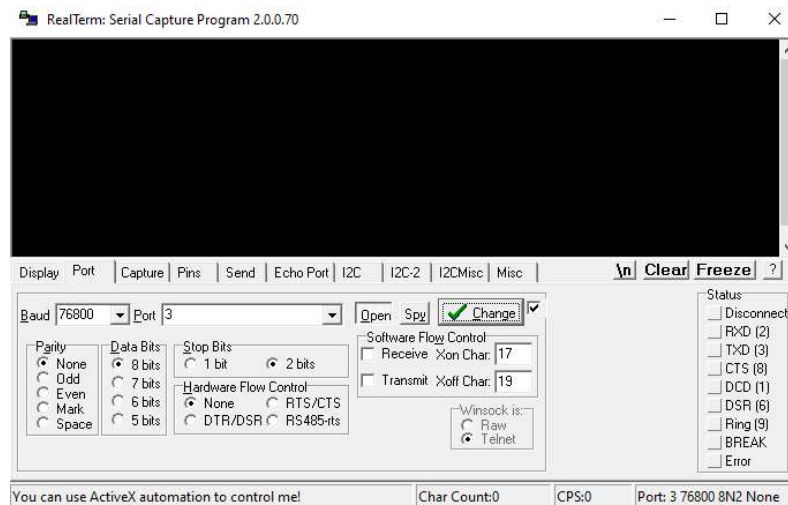 RealTerm: Serial Capture Program 2.0.0.70
Display Port Capture Pins Send Echo Port I2C I2C-2 I2CMisc Misc \n Clear Freeze ?
Baud 76800 Port 3 Open Spy Change
Parity
None
Odd
Even
Mark
Space
Data Bits
8 bits
7 bits
6 bits
5 bits
Stop Bits
1 bit 2 bits
Hardware Flow Control
None RTS/CTS
DTR/DSR RS485-rts
Software Flow Control
Receive Xon Char: 17
Transmit Xoff Char: 19
Winsock is:
Raw
Telnet
Status
Disconnect
RXD (2)
TXD (3)
CTS (8)
DCD (1)
DSR (6)
Ring (9)
BREAK
Error
You can use ActiveX automation to control me! Char Count:0 CPS:0 Port: 3 76800 8N2 None